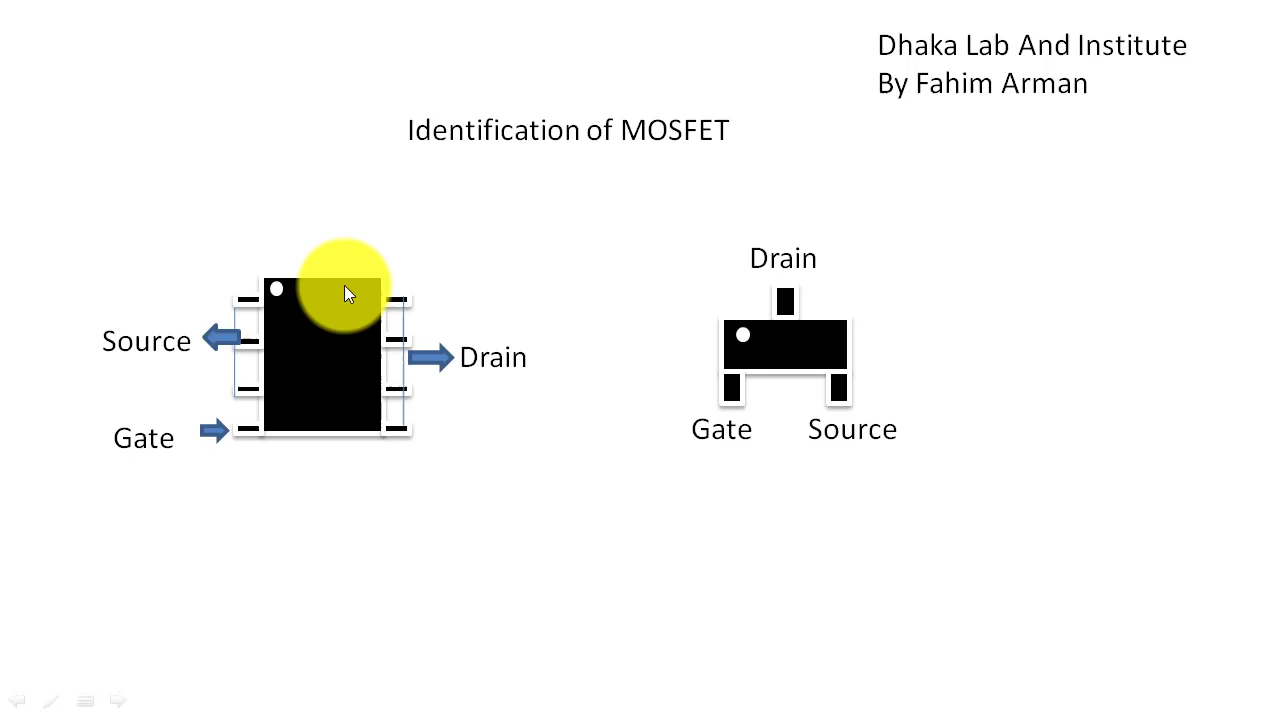 Dhaka Lab And Institute
By Fahim Arman
Identification of MOSFET
Drain
Source
Drain
Gate
Gate
Source